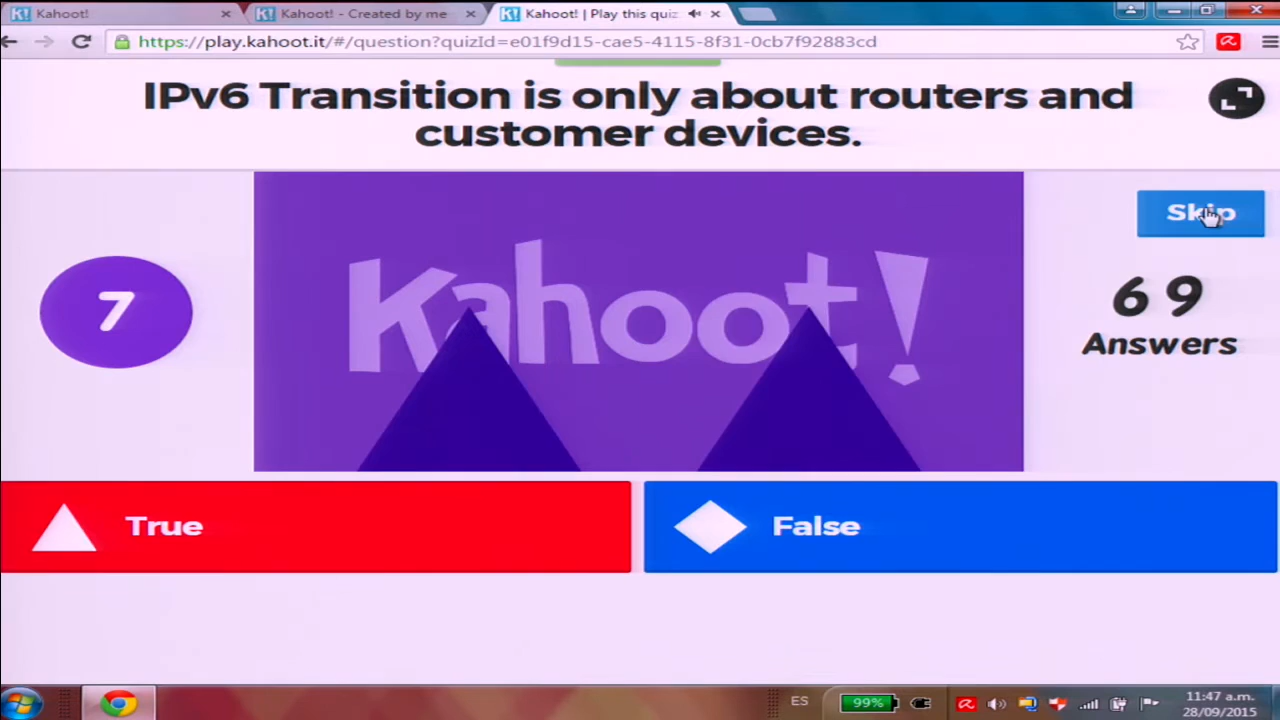 Kahoot!
Kahoot! - Created by me
Kahoot! | Play this quiz
https://play.kahoot.it/#/question?quizId=e01f9d15-cae5-4115-8f31-0cb7f92883cd
IPv6 Transition is only about routers and
customer devices.
Skip
7
Kahoot!
69
Answers
True
False
ES
99%
11:47 a.m.
28/09/2015